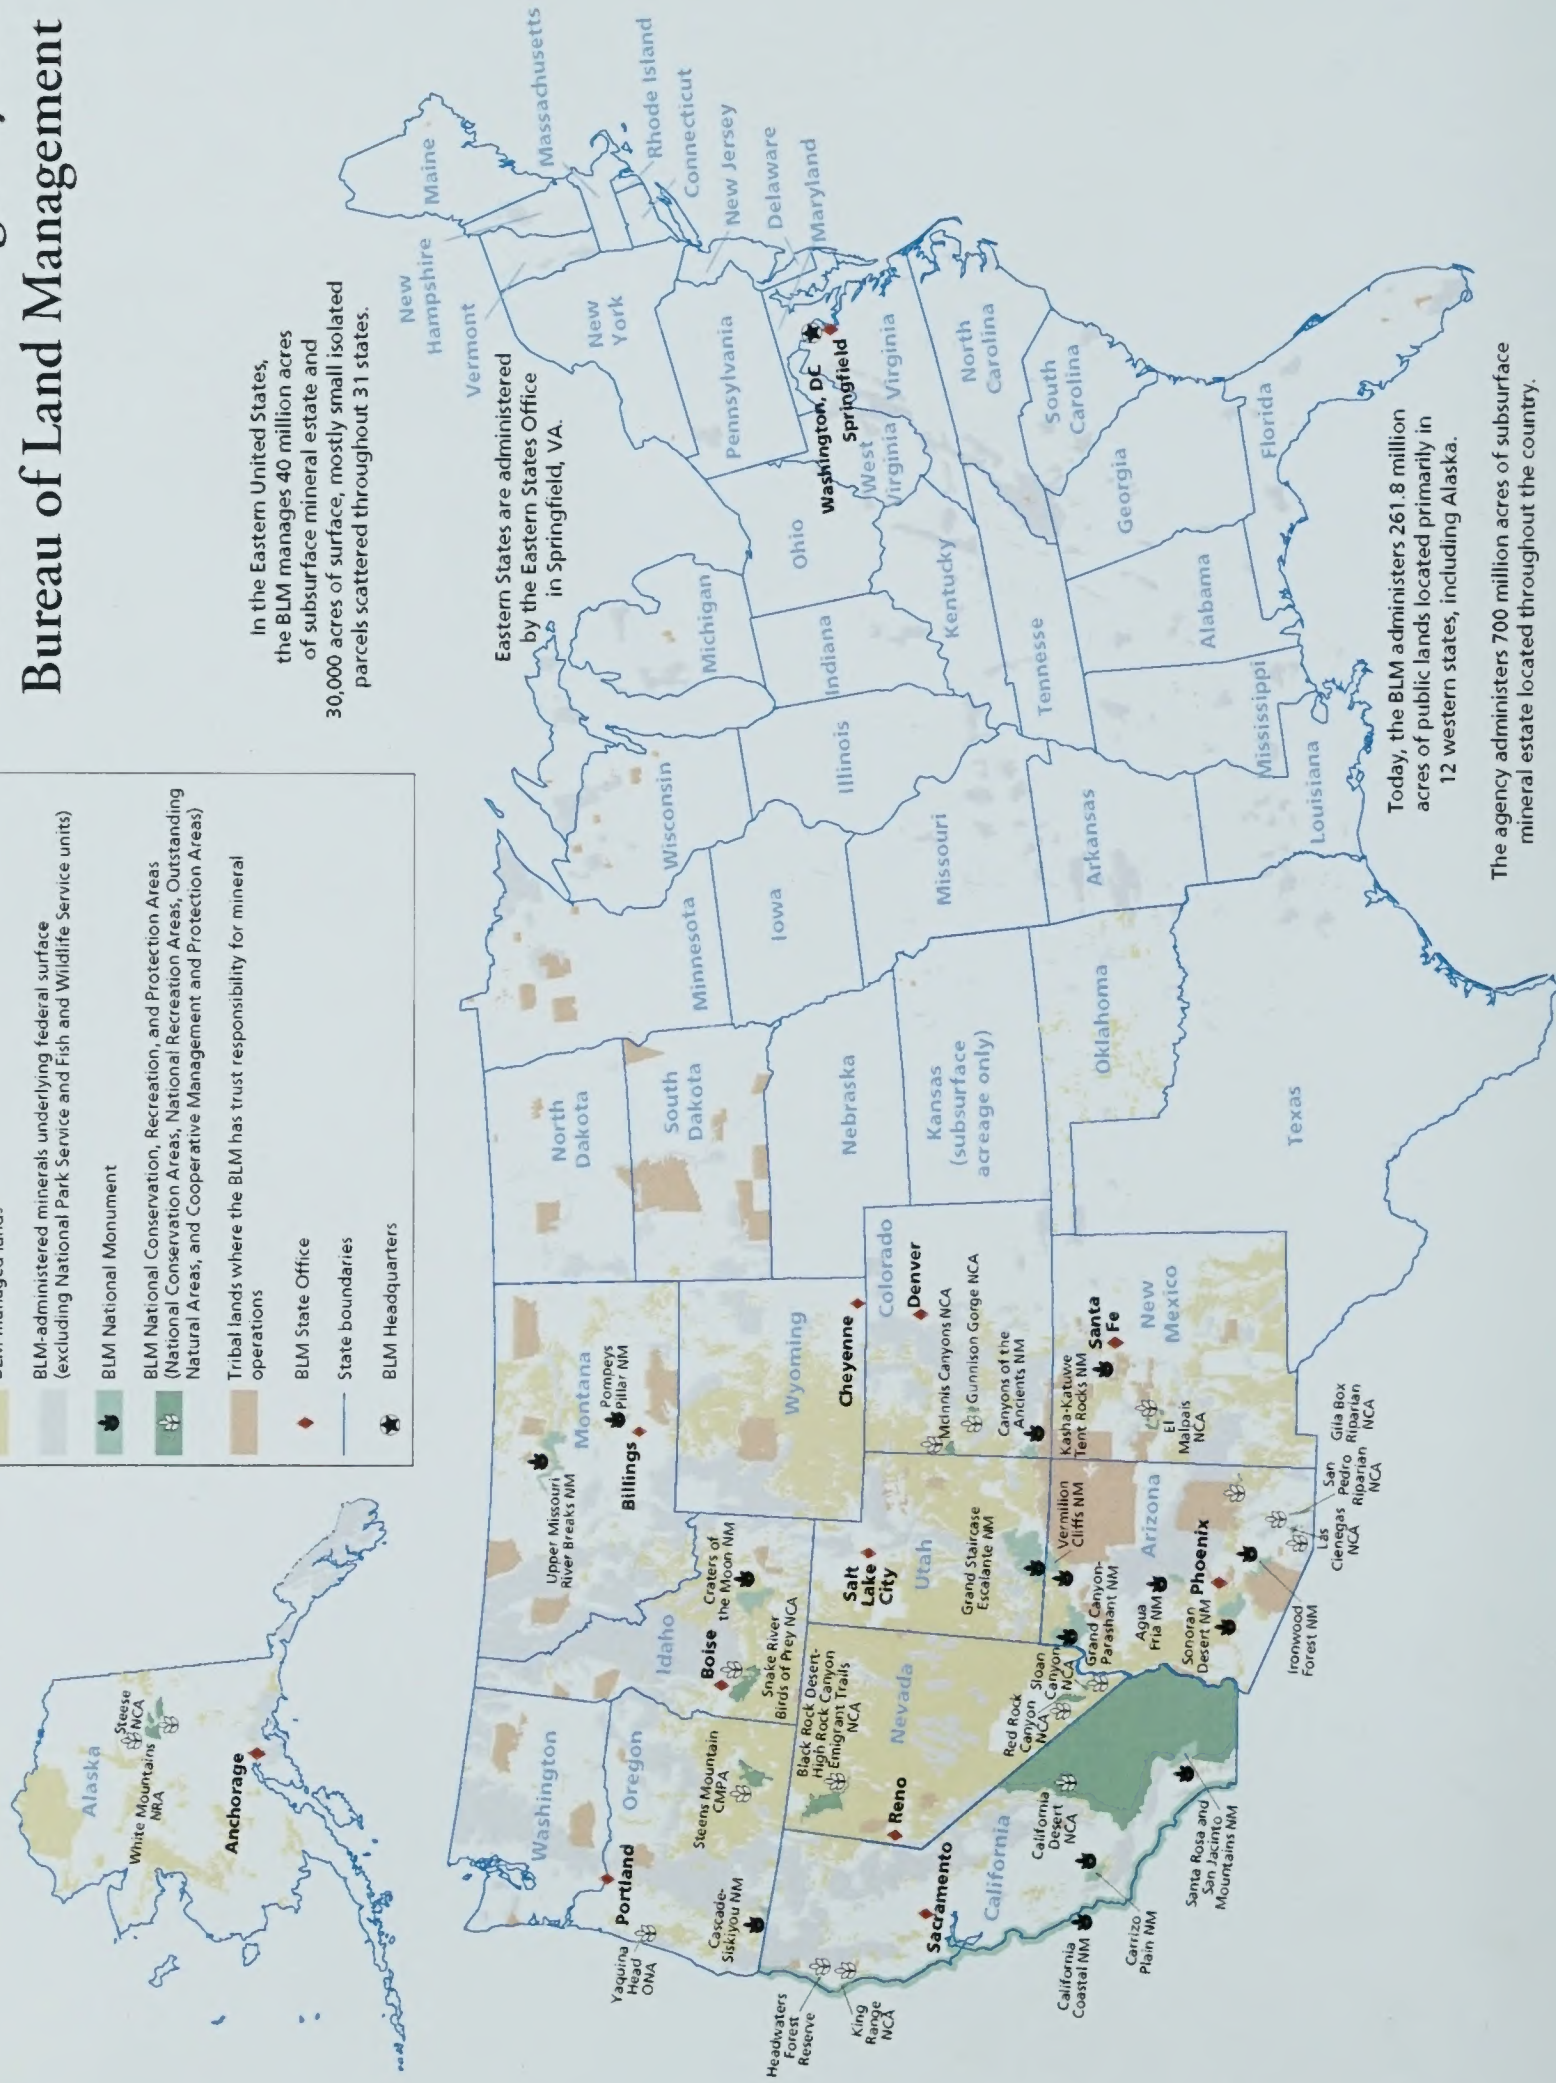 Bureau of Land Management
BLM-administered minerals underlying federal surface
(excluding National Park Service and Fish and Wildlife Service units)
BLM National Monument
BLM National Conservation, Recreation, and Protection Areas
(National Conservation Areas, National Recreation Areas, Outstanding
Natural Areas, and Cooperative Management and Protection Areas)
Tribal lands where the BLM has trust responsibility for mineral
operations
BLM State Office
State boundaries
BLM Headquarters
In the Eastern United States,
the BLM manages 40 million acres
of subsurface mineral estate and
30,000 acres of surface, mostly small isolated
parcels scattered throughout 31 states.
Eastern States are administered
by the Eastern States Office
in Springfield, VA.
Alaska
Steese
NCA
White Mountains
NRA
Anchorage
Washington
Oregon
Portland
Yaquina
Head
ONA
Steens Mountain
CMPA
Cascade-
Siskiyou NM
Idaho
Boise
Craters of
the Moon NM
Snake River
Birds of Prey NCA
Montana
Upper Missouri
River Breaks NM
Pompeys
Pillar NM
Billings
Wyoming
Cheyenne
Nevada
Black Rock Desert-
High Rock Canyon
Emigrant Trails
NCA
Reno
Red Rock
Canyon
NCA
Sloan
Canyon
NCA
California
Sacramento
Headwaters
Forest
Reserve
King
Range
NCA
California
Desert
NCA
California
Coastal NM
Carrizo
Plain NM
Santa Rosa and
San Jacinto
Mountains NM
Utah
Salt
Lake
City
Grand Staircase
Escalante NM
Colorado
Denver
McInnis Canyons NCA
Gunnison Gorge NCA
Canyons of the
Ancients NM
Arizona
Vermilion
Cliffs NM
Grand Canyon-
Parashant NM
Agua
Fria NM
Phoenix
Sonoran
Desert NM
Ironwood
Forest NM
Las
Cienegas
NCA
San
Pedro
Riparian
NCA
Gila Box
Riparian
NCA
New
Mexico
Santa
Fe
Kasha-Katuwe
Tent Rocks NM
El
Malpais
NCA
North
Dakota
South
Dakota
Nebraska
Kansas
(subsurface
acreage only)
Oklahoma
Texas
Minnesota
Iowa
Missouri
Arkansas
Louisiana
Wisconsin
Illinois
Michigan
Indiana
Ohio
Kentucky
Tennesse
Mississippi
Alabama
Georgia
Florida
South
Carolina
North
Carolina
Virginia
West
Virginia
Washington, DC
Springfield
Pennsylvania
New
York
Vermont
New
Hampshire
Maine
Massachusetts
Rhode Island
Connecticut
New Jersey
Delaware
Maryland
Today, the BLM administers 261.8 million
acres of public lands located primarily in
12 western states, including Alaska.
The agency administers 700 million acres of subsurface
mineral estate located throughout the country.